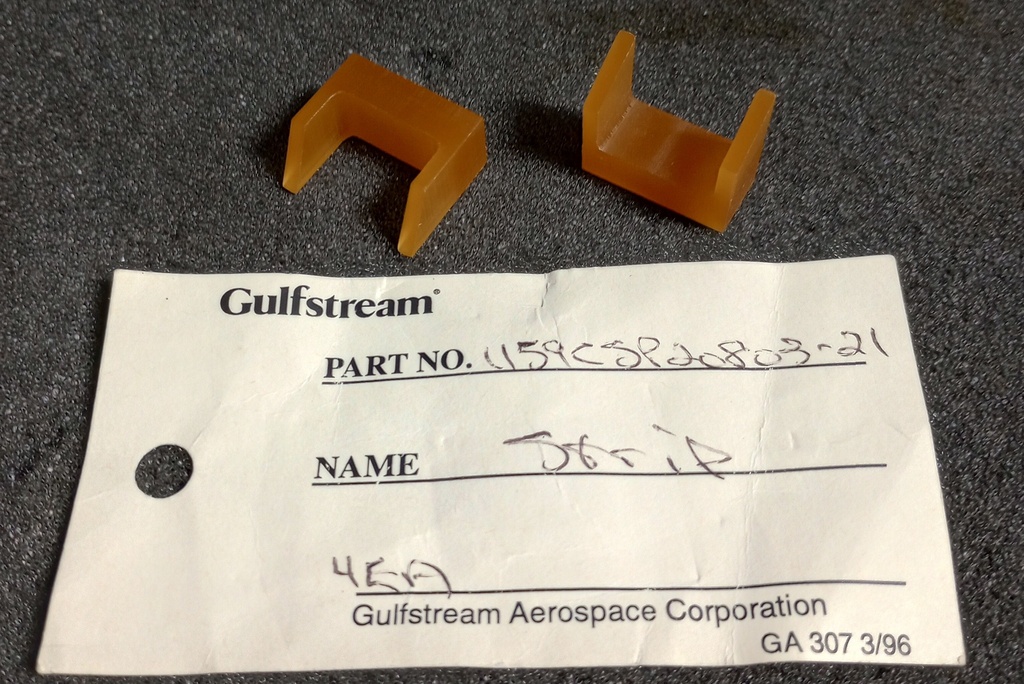 Gulfstream®
PART NO. 1159CSP20803-21
NAME Strip
4EA
Gulfstream Aerospace Corporation
GA 307 3/96